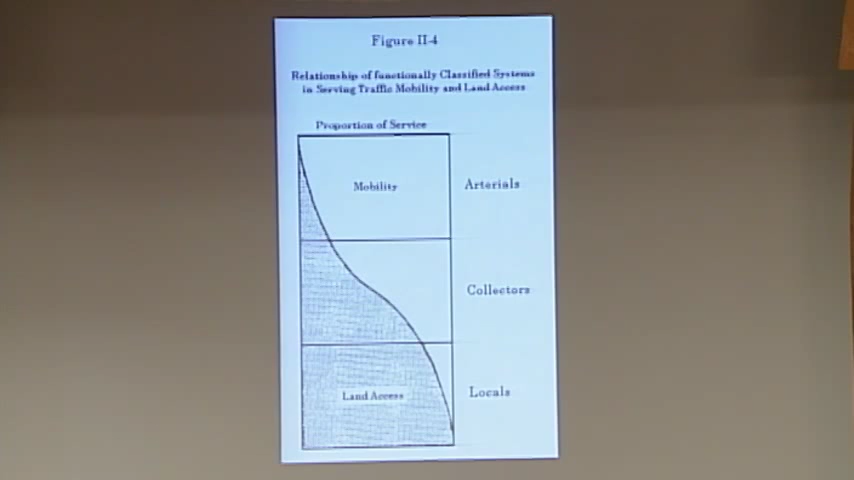 Figure II-4
Relationship of functionally Classified Systems
in Serving Traffic Mobility and Land Access
Proportion of Service
Mobility
Arterials
Collectors
Land Access
Locals